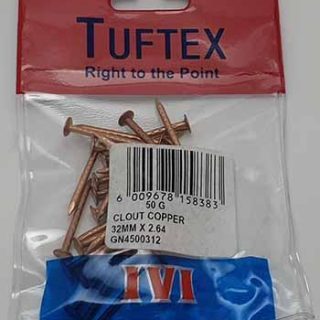 TUFTEX
Right to the Point
6 009678 158383
50 G
CLOUT COPPER
32MM X 2.64
GN4500312
IVI